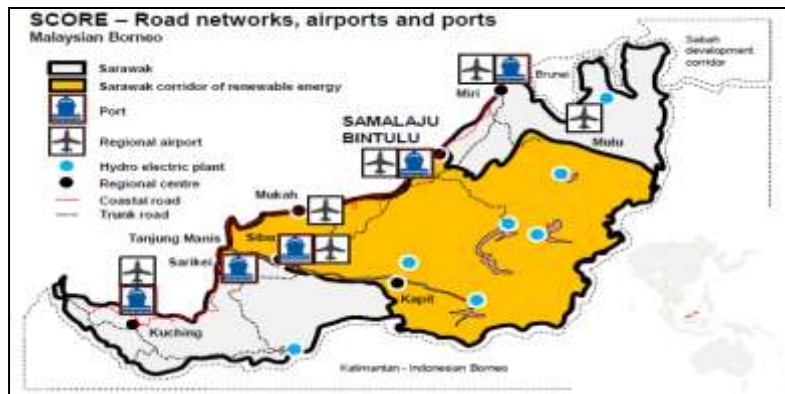 SCORE – Road networks, airports and ports
Malaysian Borneo
Sarawak
Sarawak corridor of renewable energy
Port
Regional airport
Hydro electric plant
Regional centre
Coastal road
Trunk road
Sabah
development
corridor
Brunei
Miri
Mulu
SAMALAJU
BINTULU
Mukah
Tanjung Manis
Sibu
Sarikei
Kapit
Kuching
Kalimantan - Indonesian Borneo